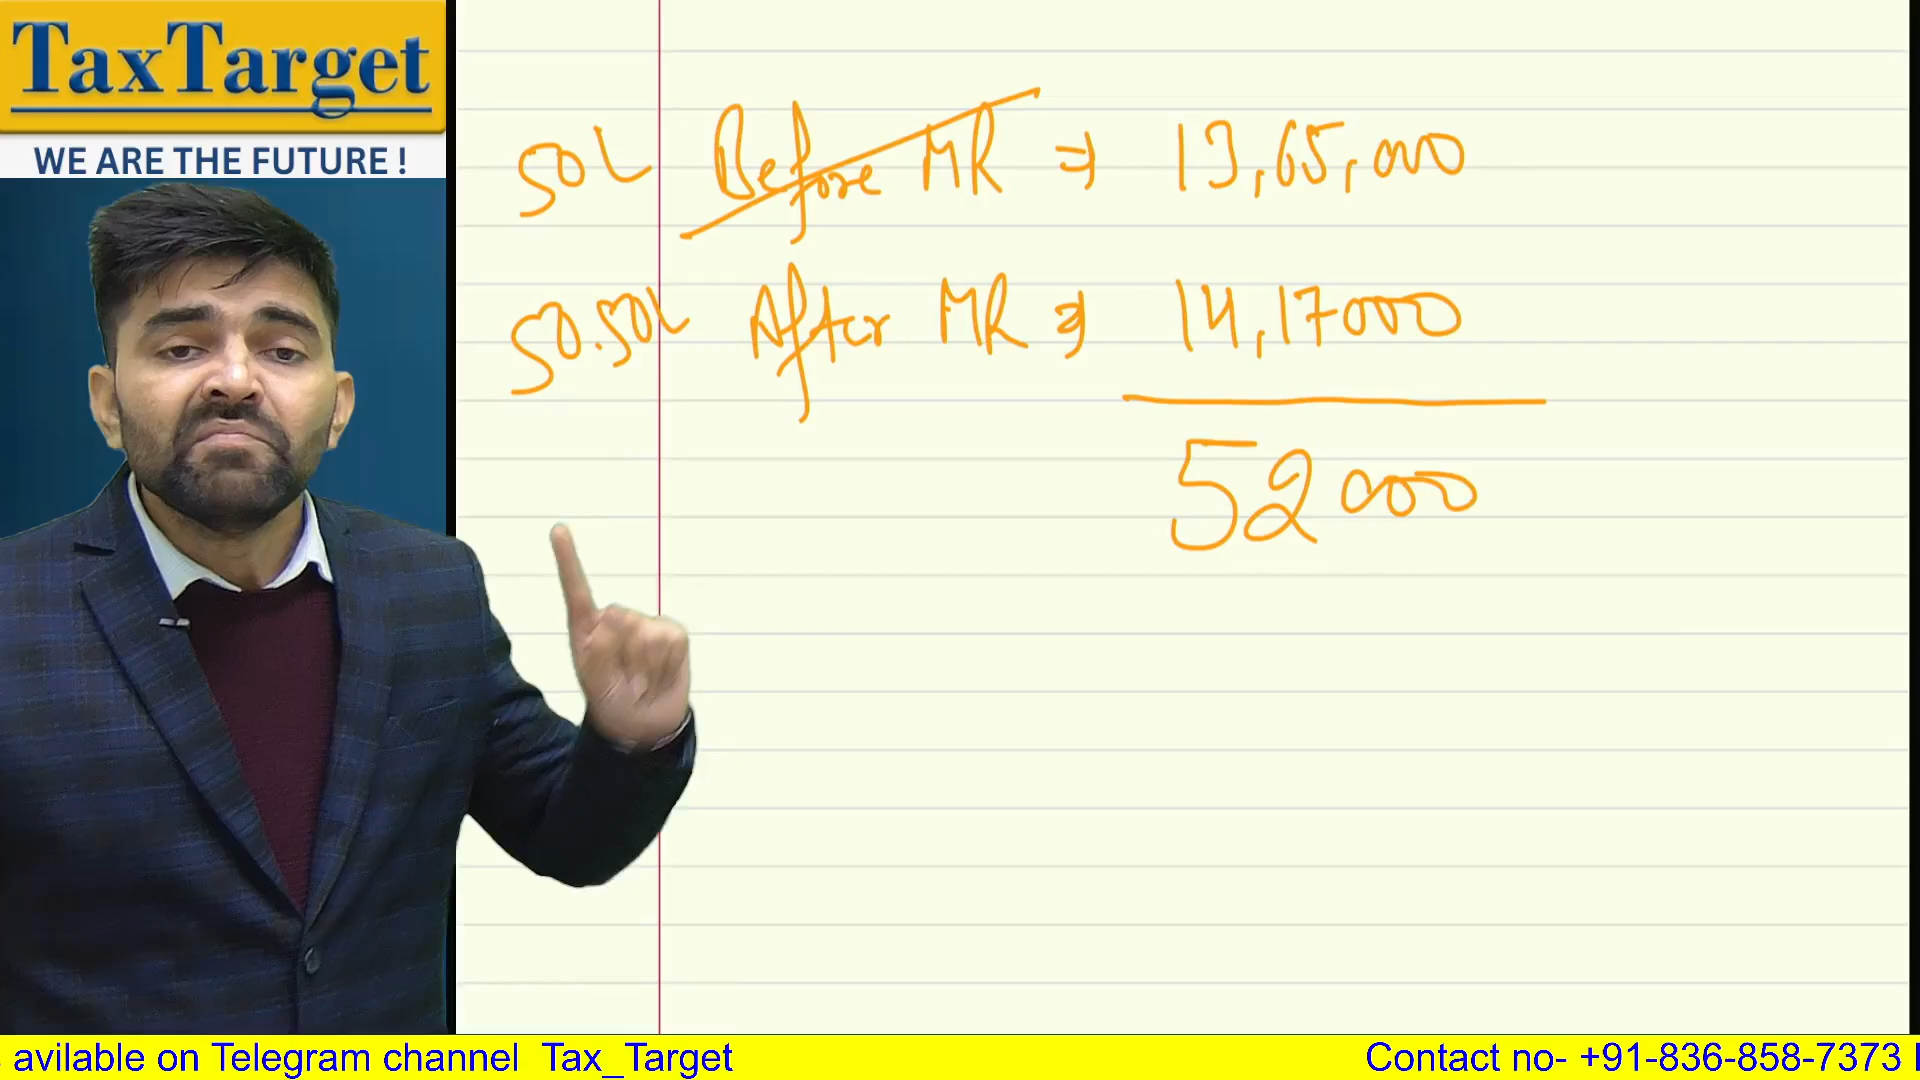 TaxTarget
WE ARE THE FUTURE !
50L Before MR ⇒ 13,65,000
50.50L After MR ⇒ 14,17000
52000
avilable on Telegram channel Tax_Target
Contact no- +91-836-858-7373